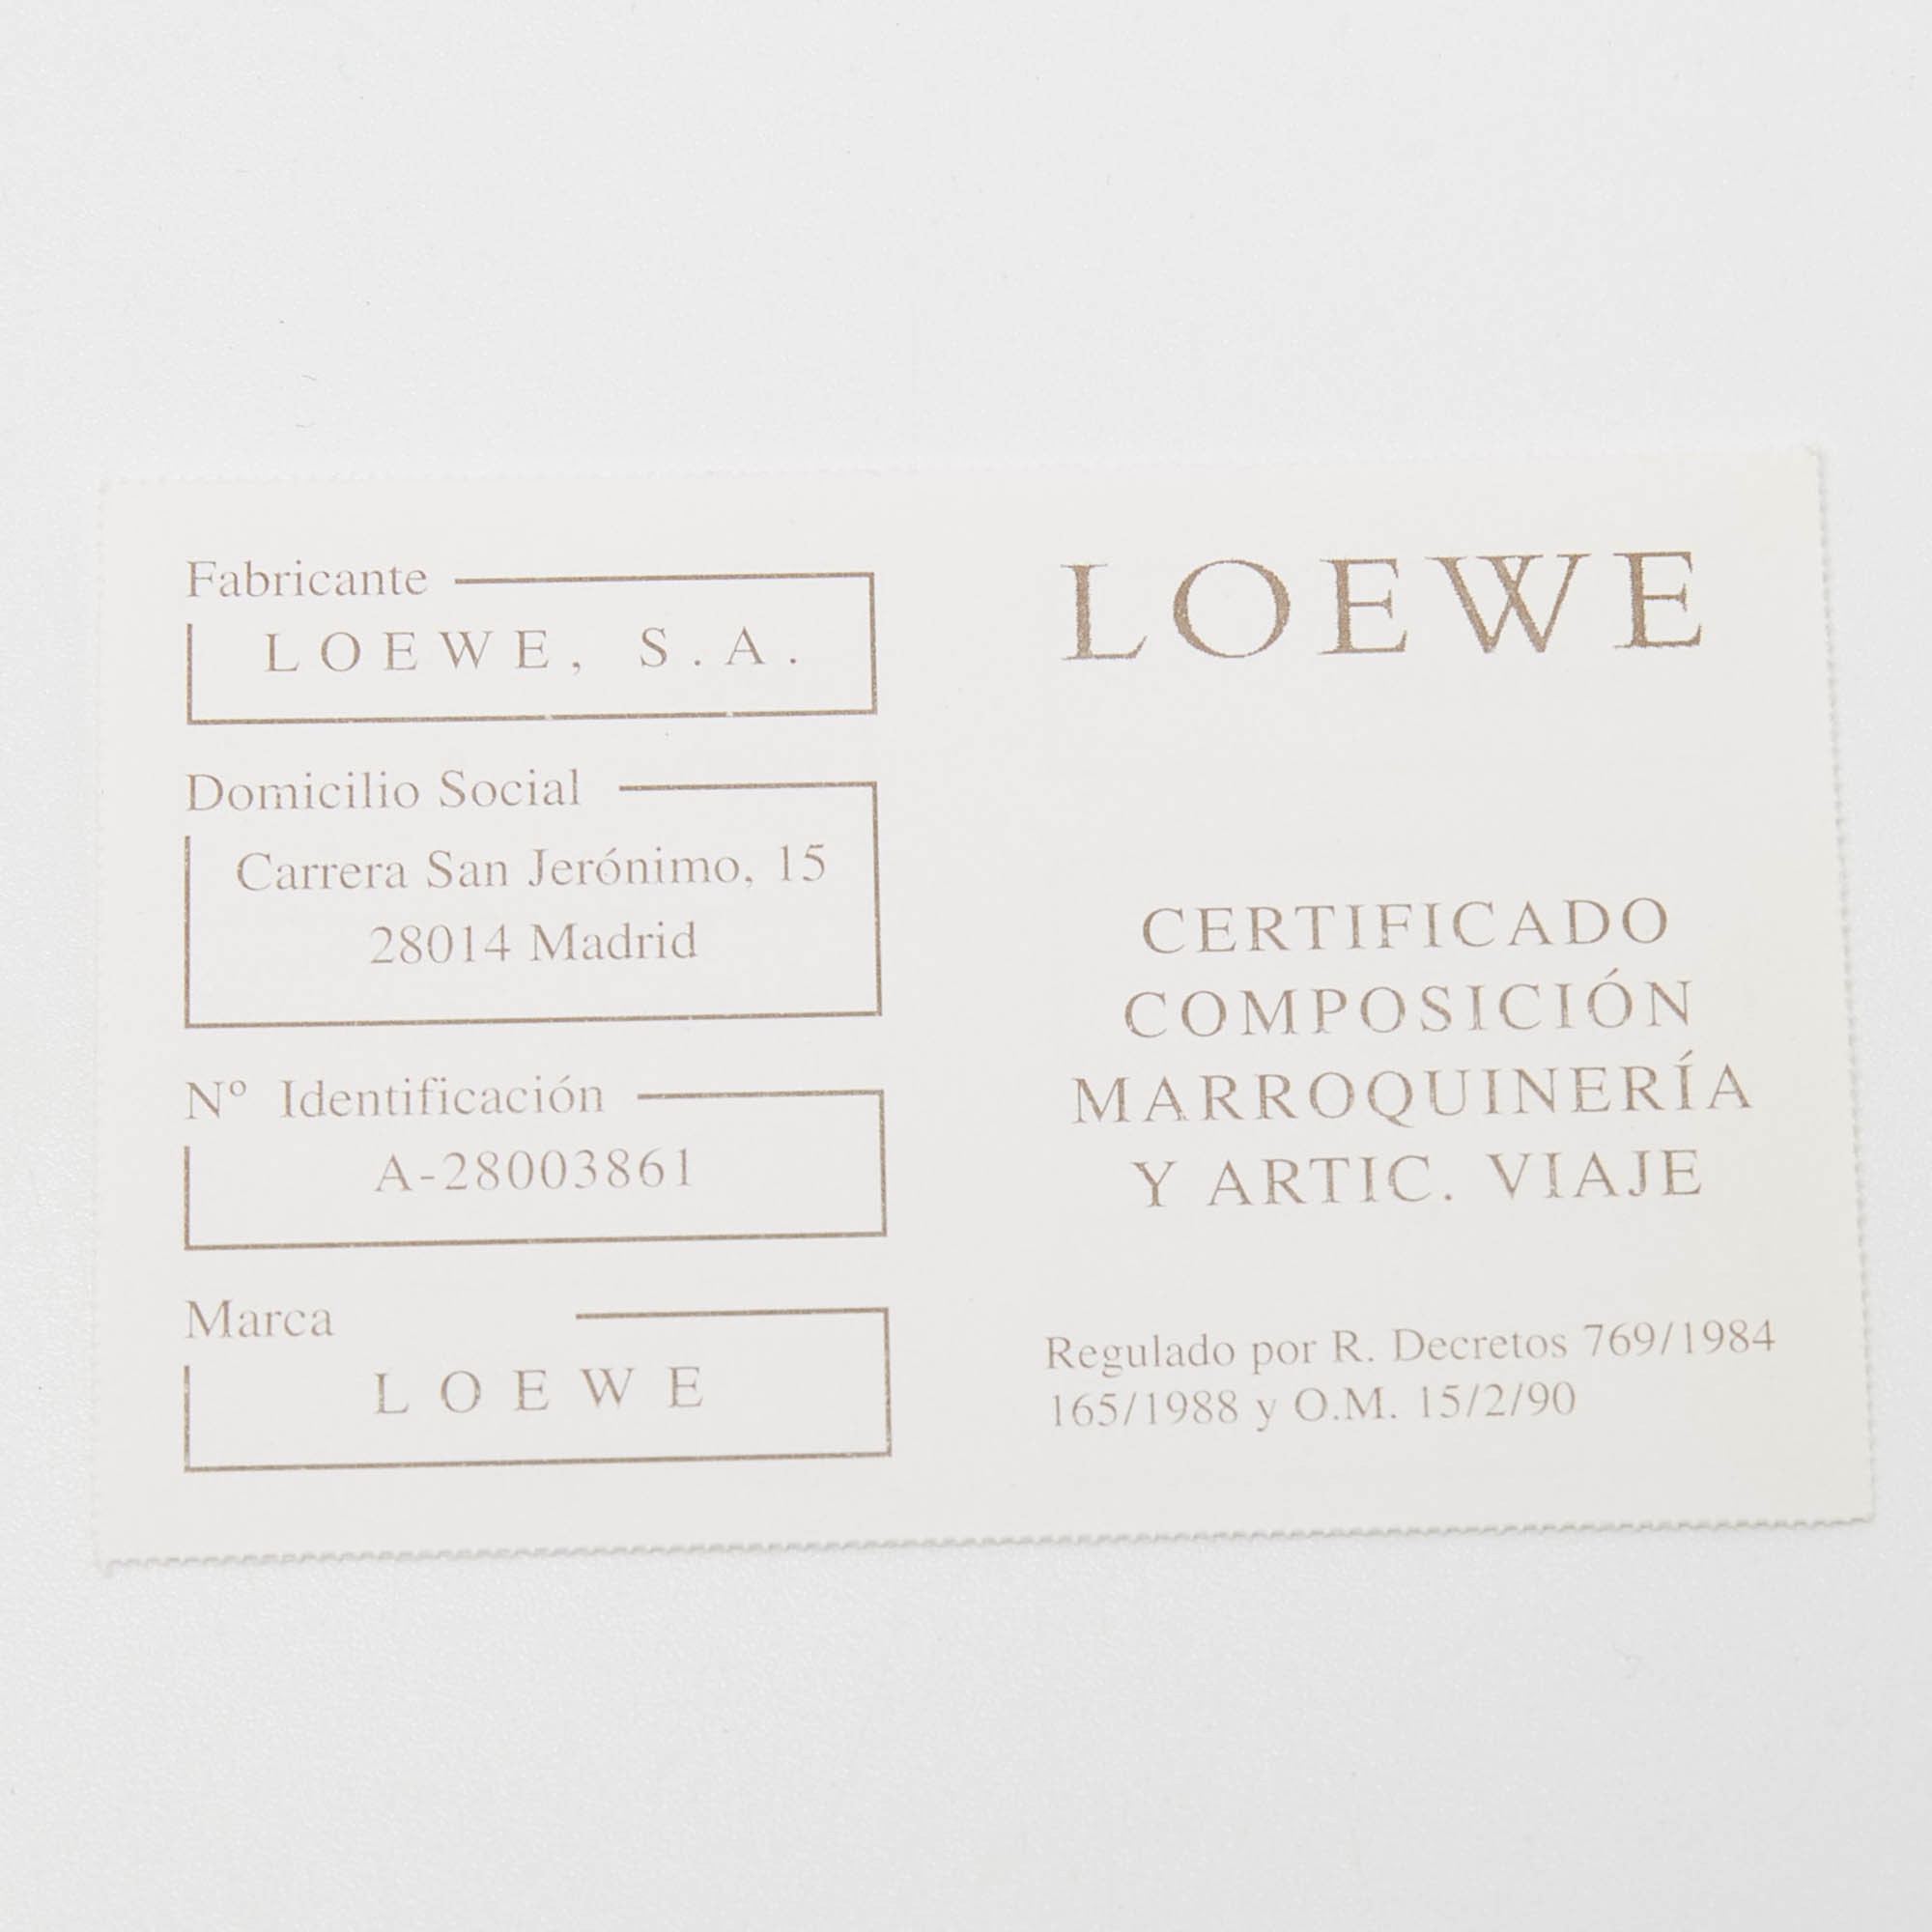 Fabricante
LOEWE, S.A.
Domicilio Social
Carrera San Jerónimo, 15
28014 Madrid
Nº Identificación
A-28003861
Marca
LOEWE
LOEWE
CERTIFICADO
COMPOSICIÓN
MARROQUINERÍA
Y ARTIC. VIAJE
Regulado por R. Decretos 769/1984
165/1988 y O.M. 15/2/90